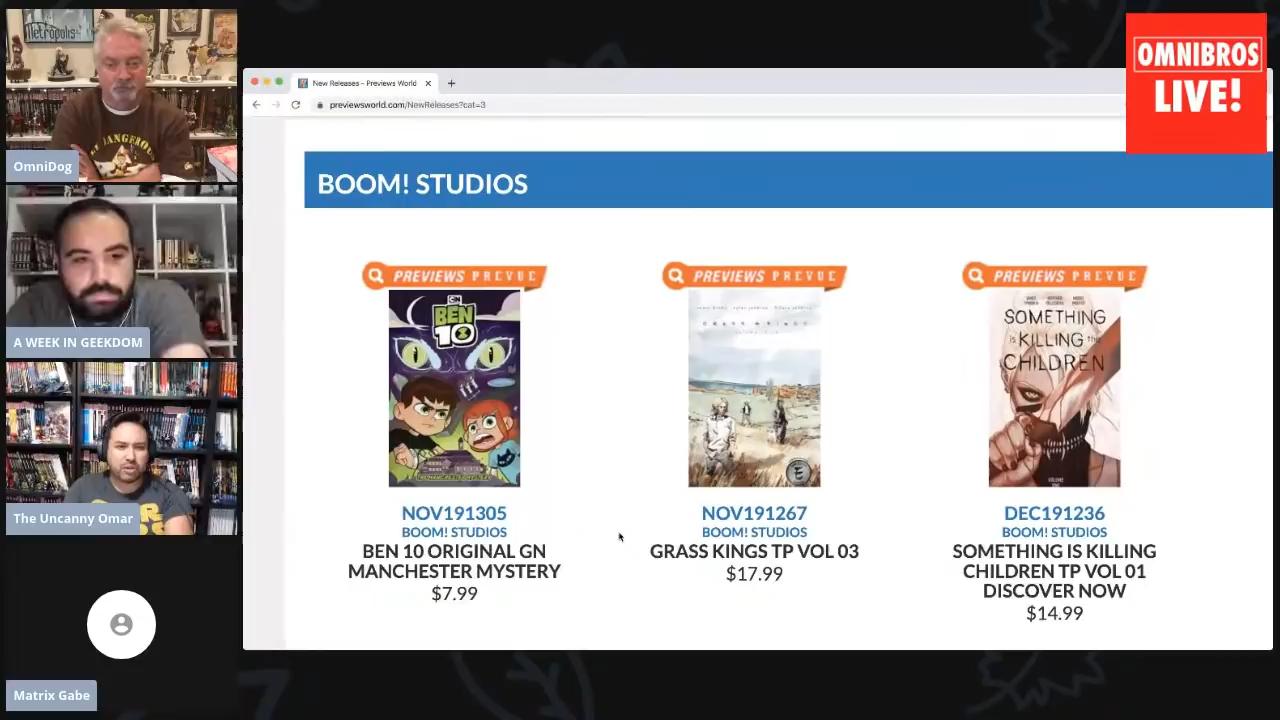 Metropolis
DANGEROUS
OmniDog
A WEEK IN GEEKDOM
The Uncanny Omar
Matrix Gabe
New Releases - Previews World
previewsworld.com/NewReleases?cat=3
OMNIBROS
LIVE!
BOOM! STUDIOS
PREVIEWS PREVUE
CN
BEN
10
NOV191305
BOOM! STUDIOS
BEN 10 ORIGINAL GN
MANCHESTER MYSTERY
$7.99
PREVIEWS PREVUE
GRASS KINGS
NOV191267
BOOM! STUDIOS
GRASS KINGS TP VOL 03
$17.99
PREVIEWS PREVUE
SOMETHING
IS KILLING THE
CHILDREN
DEC191236
BOOM! STUDIOS
SOMETHING IS KILLING
CHILDREN TP VOL 01
DISCOVER NOW
$14.99